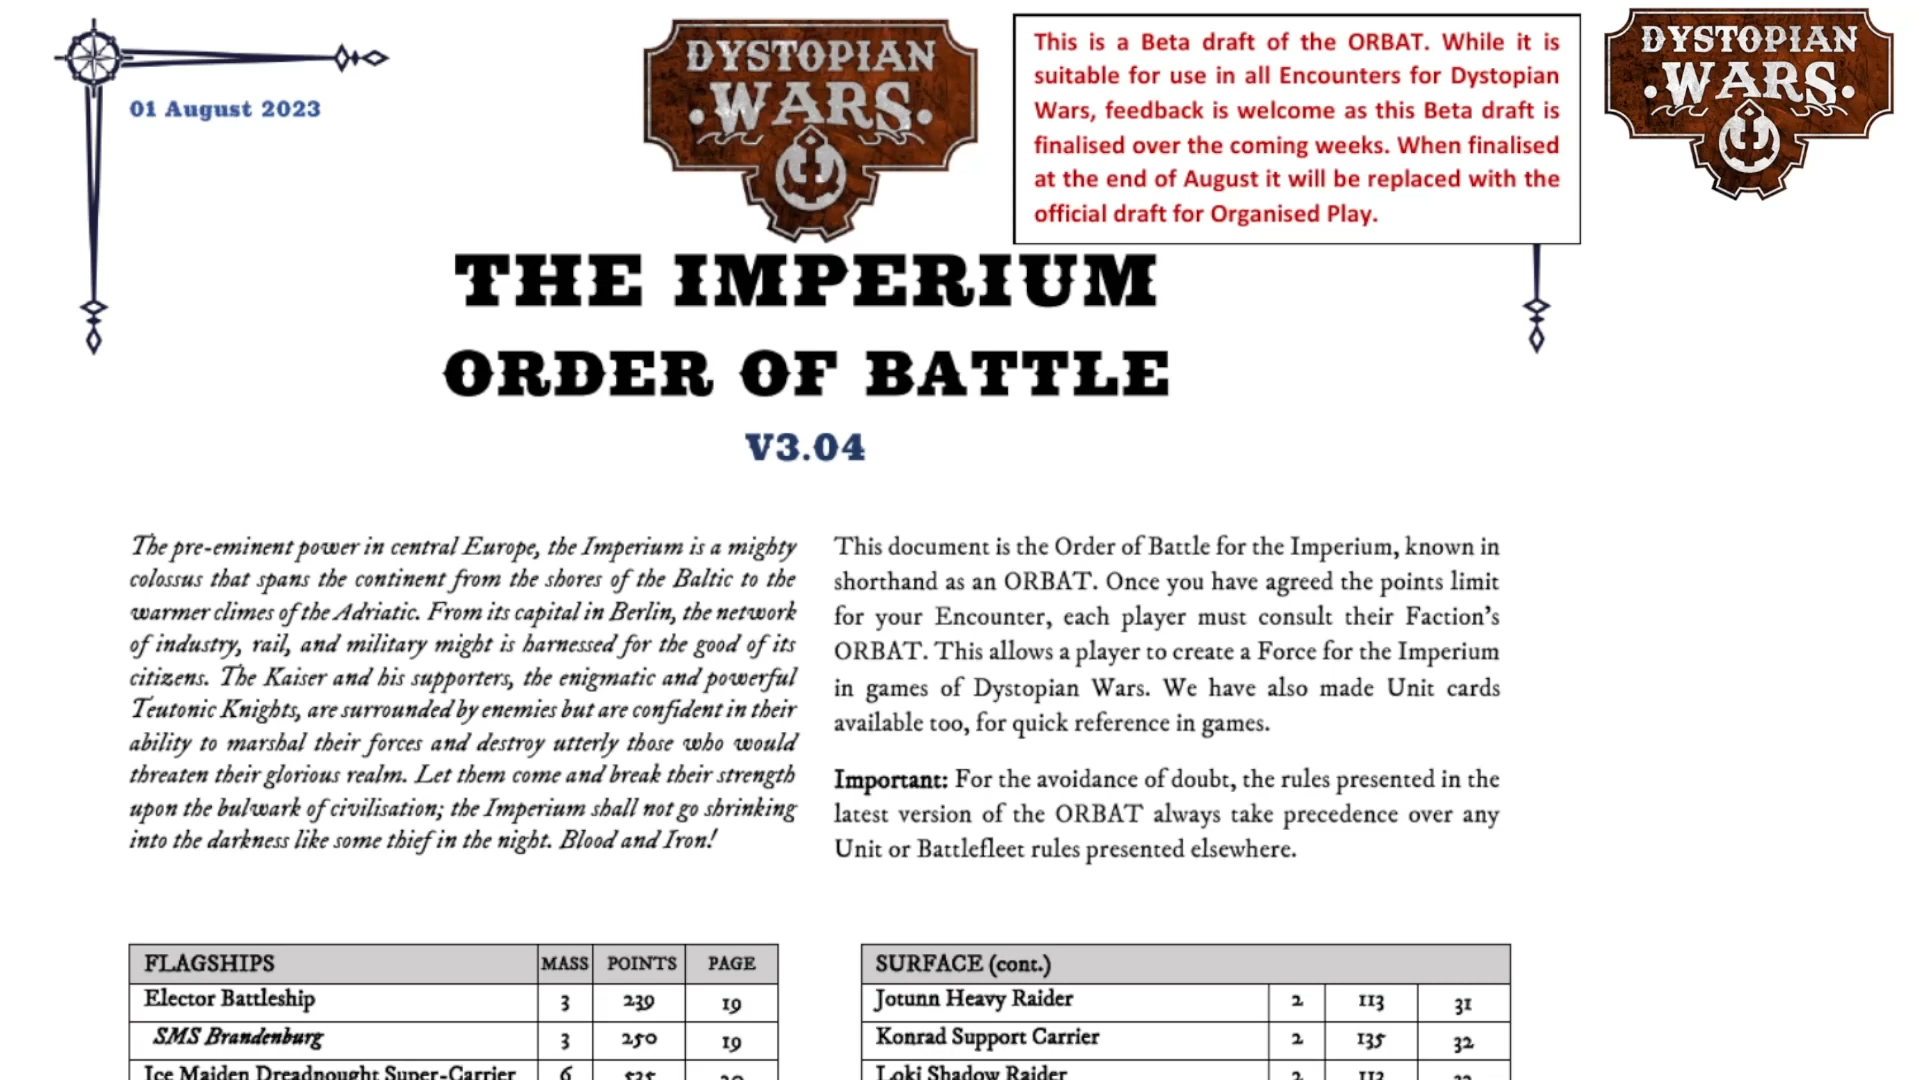 01 August 2023
DYSTOPIAN
WARS
This is a Beta draft of the ORBAT. While it is
suitable for use in all Encounters for Dystopian
Wars, feedback is welcome as this Beta draft is
finalised over the coming weeks. When finalised
at the end of August it will be replaced with the
official draft for Organised Play.
DYSTOPIAN
WARS
THE IMPERIUM
ORDER OF BATTLE
V3.04
The pre-eminent power in central Europe, the Imperium is a mighty
colossus that spans the continent from the shores of the Baltic to the
warmer climes of the Adriatic. From its capital in Berlin, the network
of industry, rail, and military might is harnessed for the good of its
citizens. The Kaiser and his supporters, the enigmatic and powerful
Teutonic Knights, are surrounded by enemies but are confident in their
ability to marshal their forces and destroy utterly those who would
threaten their glorious realm. Let them come and break their strength
upon the bulwark of civilisation; the Imperium shall not go shrinking
into the darkness like some thief in the night. Blood and Iron!
This document is the Order of Battle for the Imperium, known in
shorthand as an ORBAT. Once you have agreed the points limit
for your Encounter, each player must consult their Faction's
ORBAT. This allows a player to create a Force for the Imperium
in games of Dystopian Wars. We have also made Unit cards
available too, for quick reference in games.
Important: For the avoidance of doubt, the rules presented in the
latest version of the ORBAT always take precedence over any
Unit or Battlefleet rules presented elsewhere.
FLAGSHIPS MASS POINTS PAGE
Elector Battleship 3 239 19
SMS Brandenburg 3 250 19
Ice Maiden Dreadnought Super-Carrier 6 535 20
SURFACE (cont.)
Jotunn Heavy Raider 2 113 31
Konrad Support Carrier 2 135 32
Loki Shadow Raider 2 113